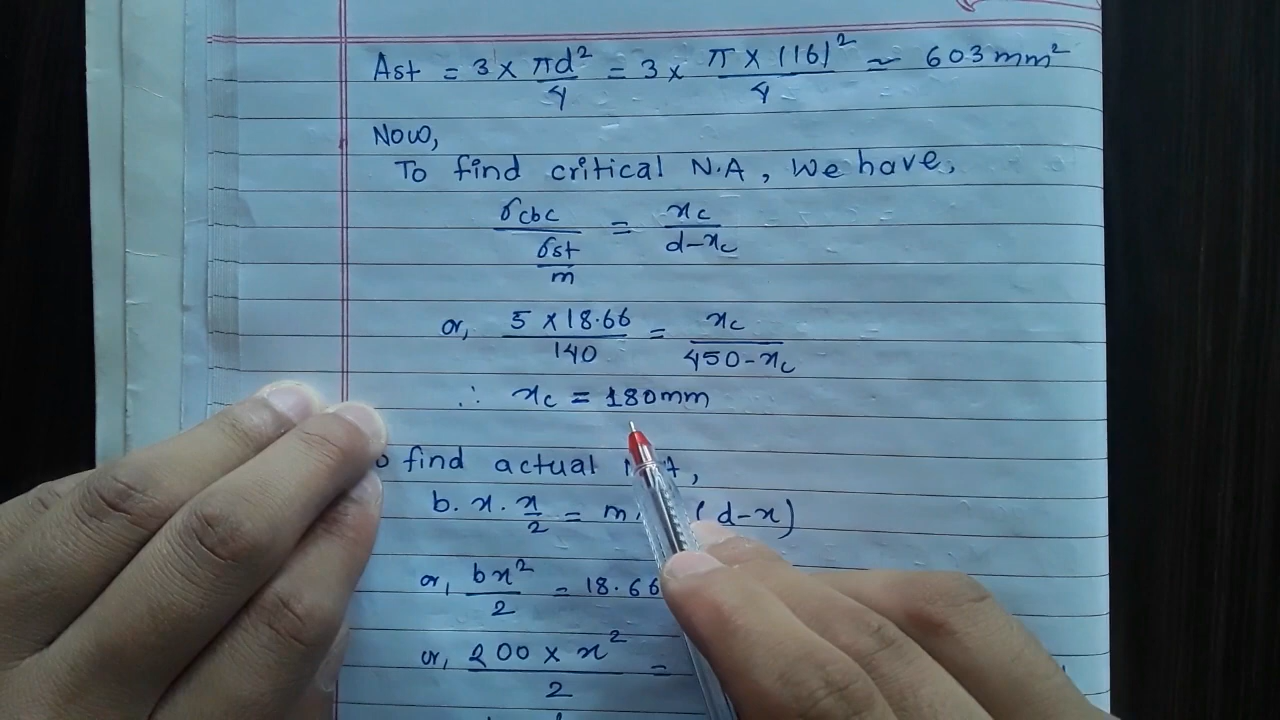 Ast = 3 × πd²/4 = 3 × π × (16)²/4 ≃ 603 mm²
Now,
To find critical N.A, We have,
σcbc/(σst/m) = xc/(d-xc)
or, 5 × 18.66/140 = xc/(450-xc)
∴ xc = 180mm
find actual
b.x.x/2 = m. (d-x)
or, bx²/2 = 18.66
or, 200 × x²/2 =